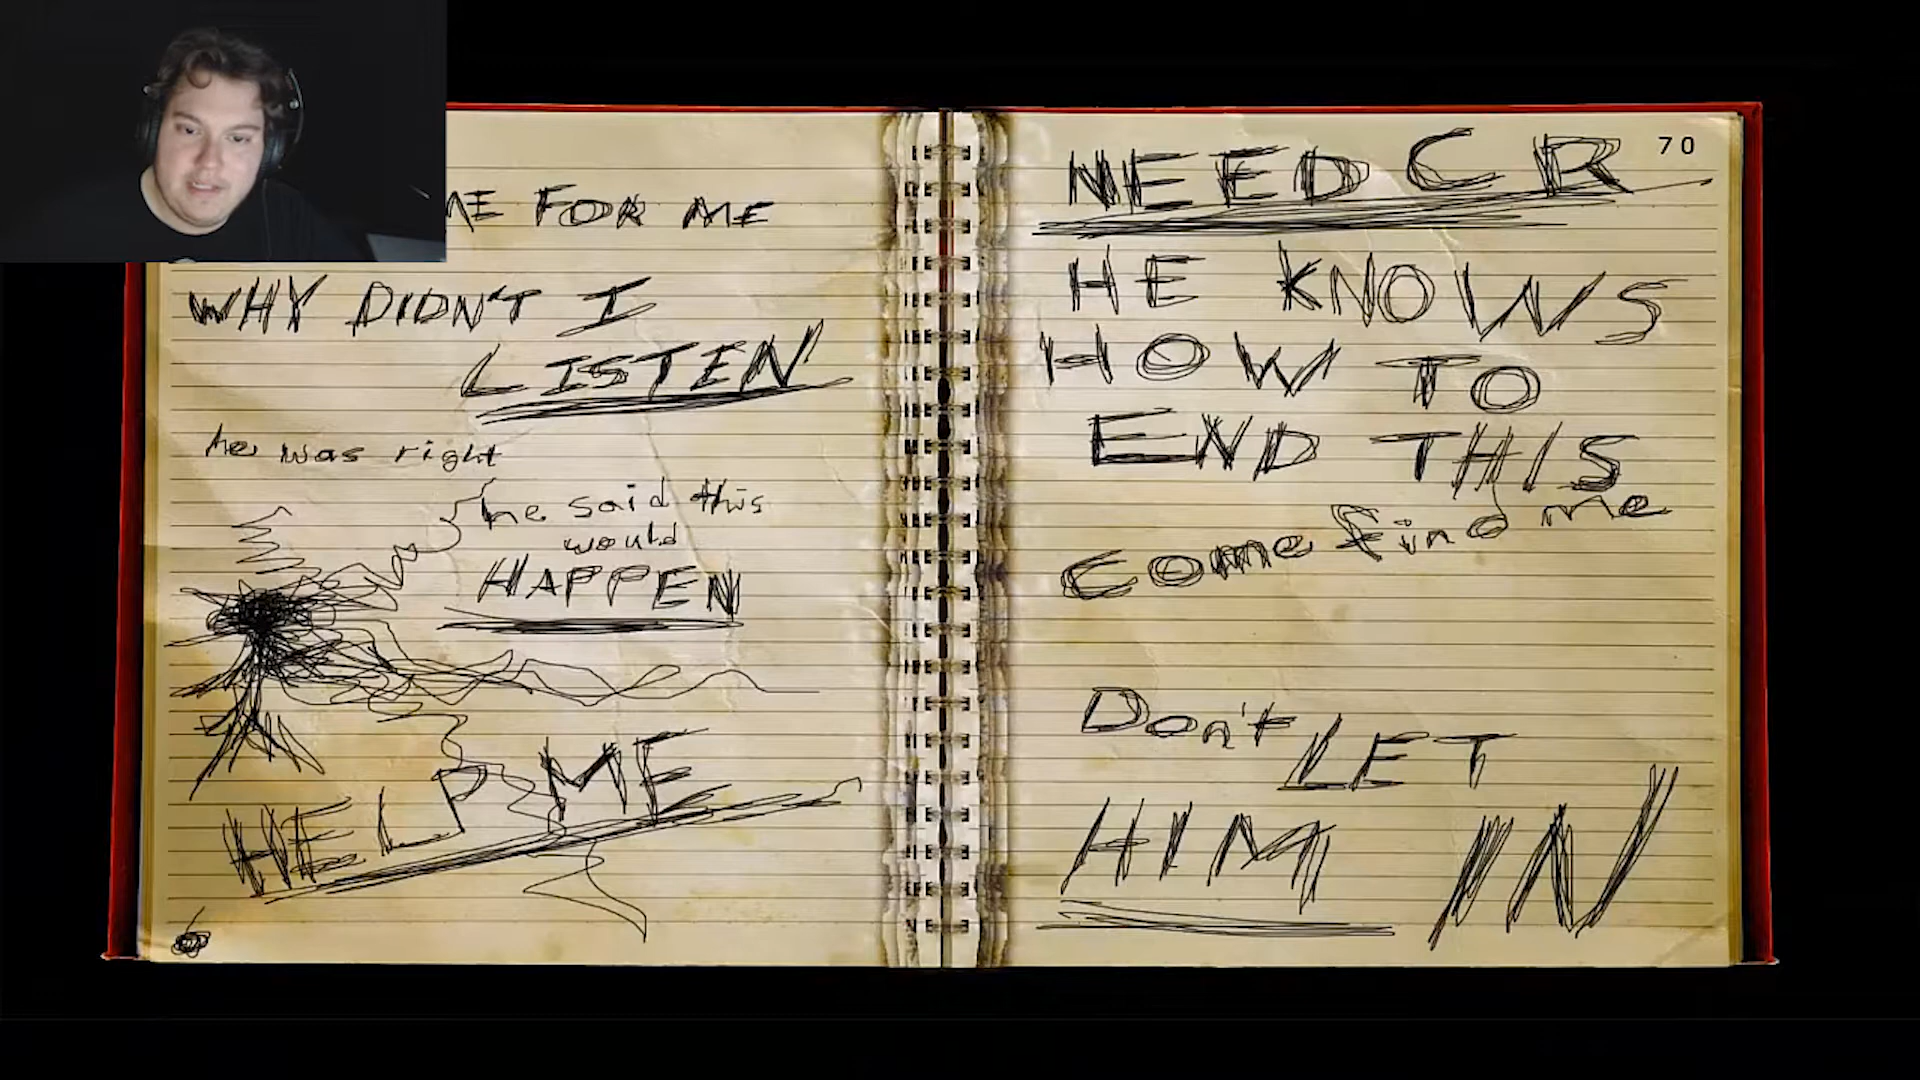 FOR ME
WHY DIDN'T I
LISTEN
he was right
he said this
would
HAPPEN
HELP ME
70
NEED CR
HE KNOWS
HOW TO
END THIS
come find me
Don't LET
HIM IN